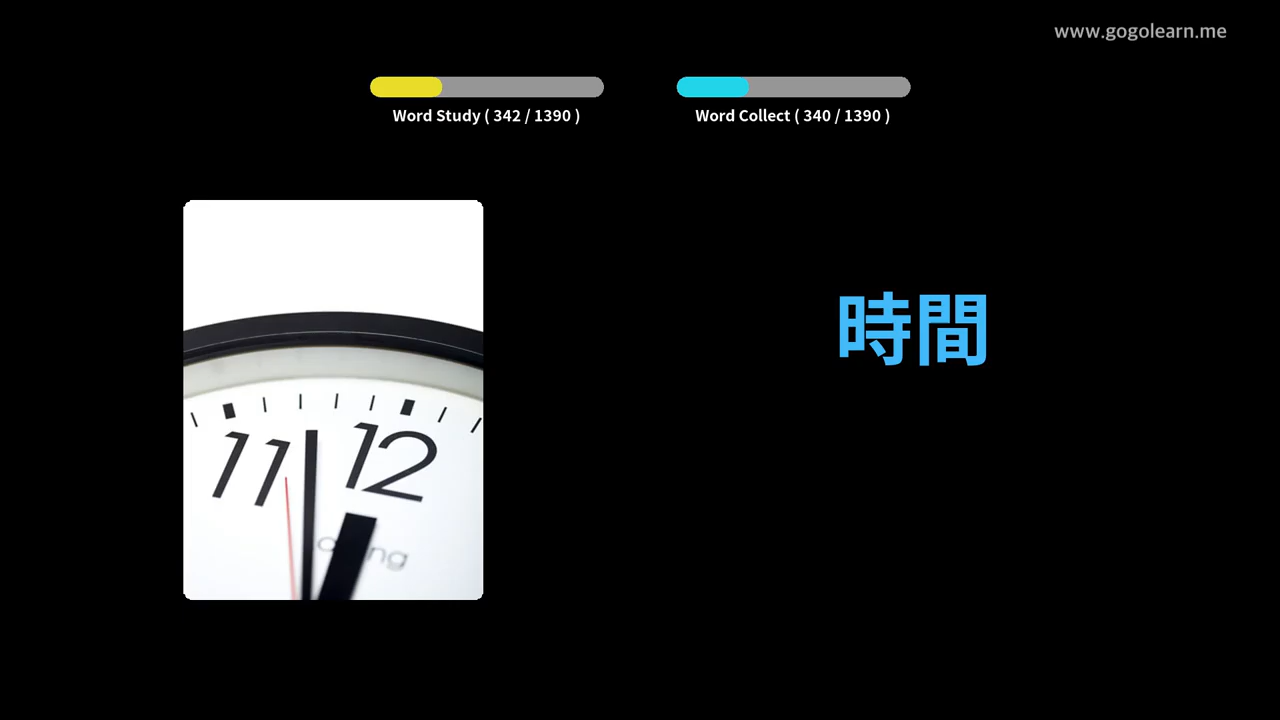 www.gogolearn.me
Word Study ( 342 / 1390 )
Word Collect ( 340 / 1390 )
時間
11 12